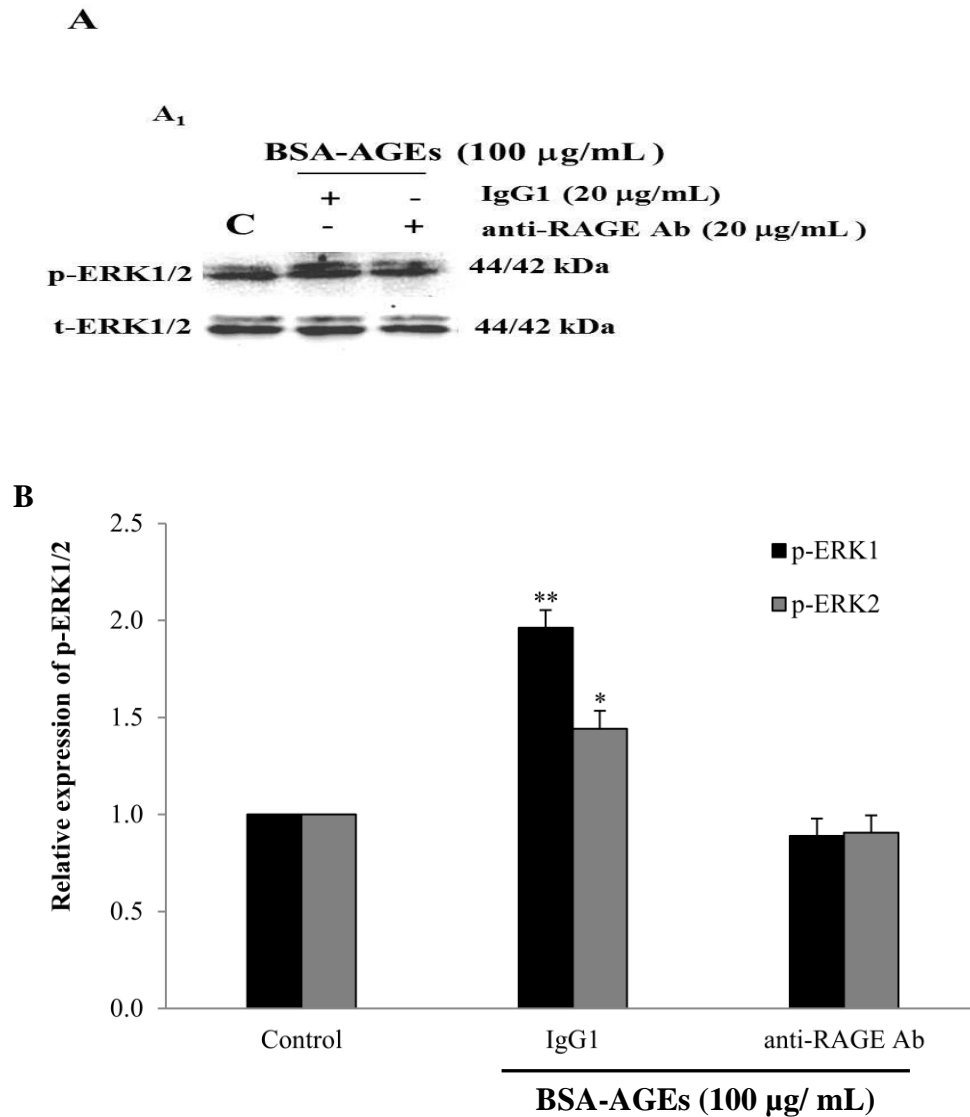 A
A₁
BSA-AGEs (100 µg/mL )
+ - IgG1 (20 µg/mL)
C - + anti-RAGE Ab (20 µg/mL )
p-ERK1/2 44/42 kDa
t-ERK1/2 44/42 kDa
B
Relative expression of p-ERK1/2
2.5
2.0
1.5
1.0
0.5
0.0
p-ERK1
p-ERK2
**
*
Control IgG1 anti-RAGE Ab
BSA-AGEs (100 µg/ mL)